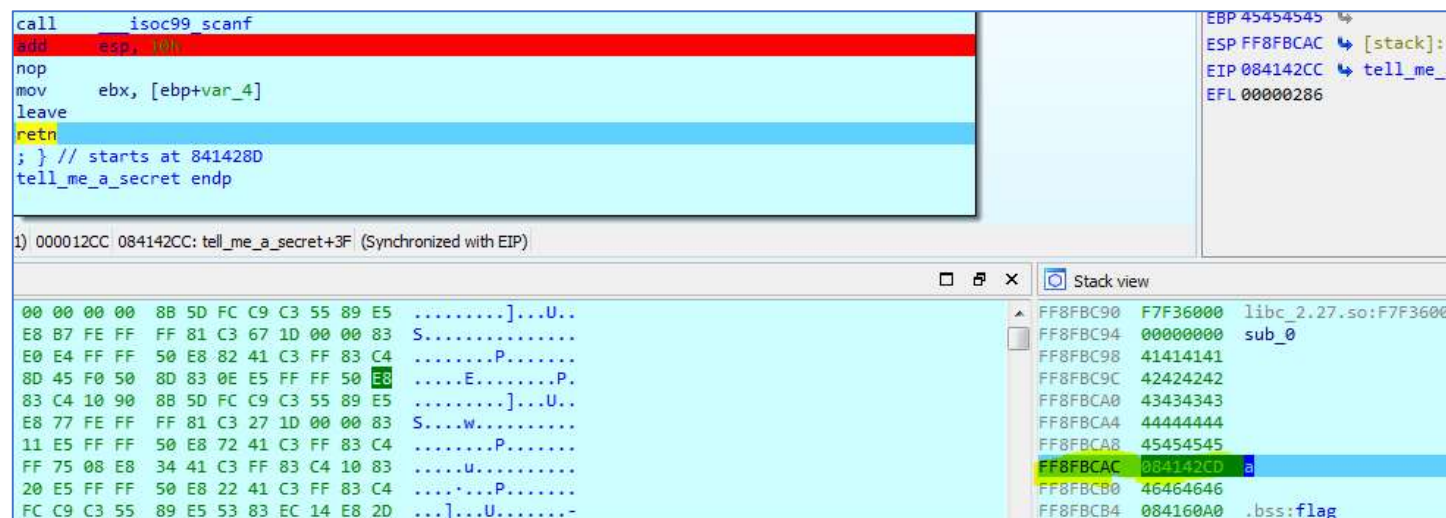 call ___isoc99_scanf
add esp, 10h
nop
mov ebx, [ebp+var_4]
leave
retn
; } // starts at 841428D
tell_me_a_secret endp
EBP 45454545
ESP FF8FBCAC [stack]:
EIP 084142CC tell_me_
EFL 00000286
1) 000012CC 084142CC: tell_me_a_secret+3F (Synchronized with EIP)
00 00 00 00 8B 5D FC C9 C3 55 89 E5 .........]...U..
E8 B7 FE FF FF 81 C3 67 1D 00 00 83 S...............
E0 E4 FF FF 50 E8 82 41 C3 FF 83 C4 ........P.......
8D 45 F0 50 8D 83 0E E5 FF FF 50 E8 .....E........P.
83 C4 10 90 8B 5D FC C9 C3 55 89 E5 .........]...U..
E8 77 FE FF FF 81 C3 27 1D 00 00 83 S....w..........
11 E5 FF FF 50 E8 72 41 C3 FF 83 C4 ........P.......
FF 75 08 E8 34 41 C3 FF 83 C4 10 83 .....u..........
20 E5 FF FF 50 E8 22 41 C3 FF 83 C4 ........P.......
FC C9 C3 55 89 E5 53 83 EC 14 E8 2D ...]...U.......-
Stack view
FF8FBC90 F7F36000 libc_2.27.so:F7F3600
FF8FBC94 00000000 sub_0
FF8FBC98 41414141
FF8FBC9C 42424242
FF8FBCA0 43434343
FF8FBCA4 44444444
FF8FBCA8 45454545
FF8FBCAC 084142CD a
FF8FBCB0 46464646
FF8FBCB4 084160A0 .bss:flag